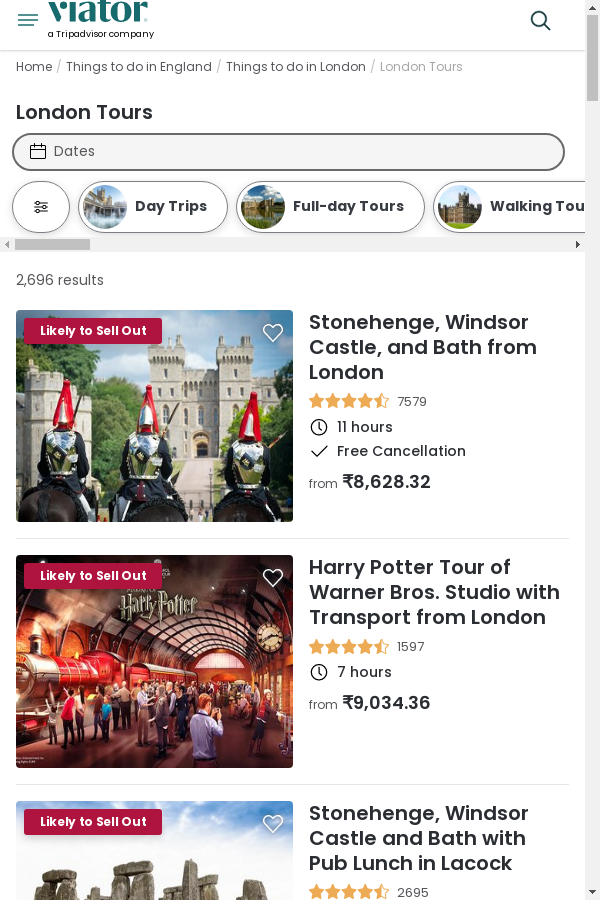 viator
a Tripadvisor company
Home / Things to do in England / Things to do in London / London Tours
London Tours
Dates
Day Trips
Full-day Tours
Walking Tou
2,696 results
Likely to Sell Out
Stonehenge, Windsor
Castle, and Bath from
London
7579
11 hours
Free Cancellation
from ₹8,628.32
Likely to Sell Out
Harry Potter
Harry Potter Tour of
Warner Bros. Studio with
Transport from London
1597
7 hours
from ₹9,034.36
Likely to Sell Out
Stonehenge, Windsor
Castle and Bath with
Pub Lunch in Lacock
2695